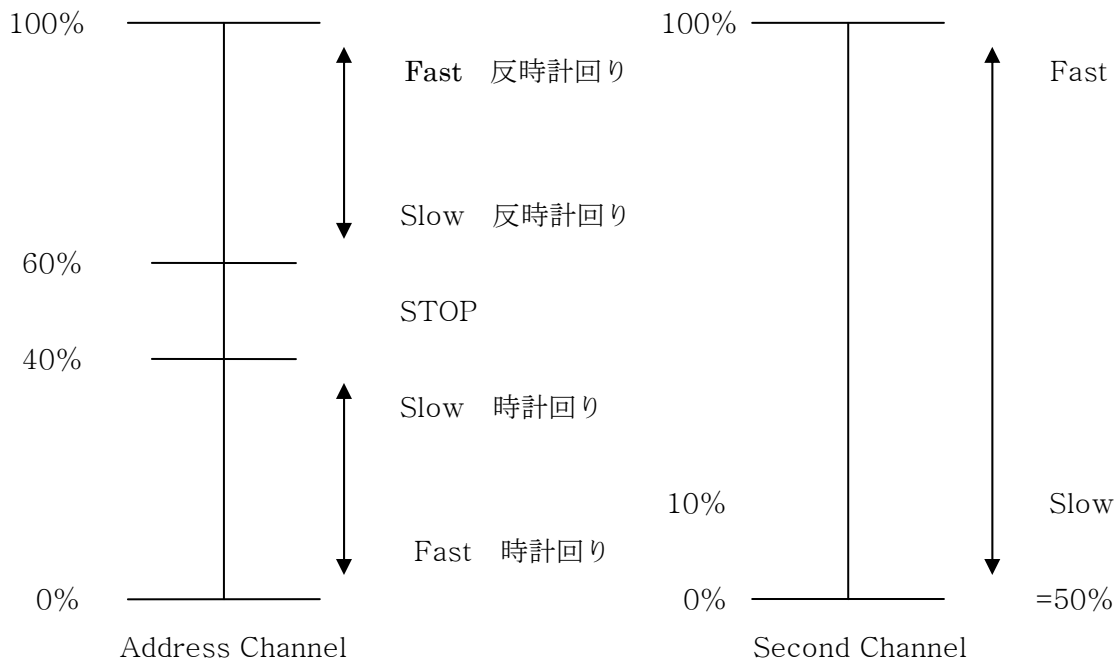 100%
Fast 反時計回り
Slow 反時計回り
60%
STOP
40%
Slow 時計回り
Fast 時計回り
0%
Address Channel
100%
Fast
10%
Slow
0%
=50%
Second Channel